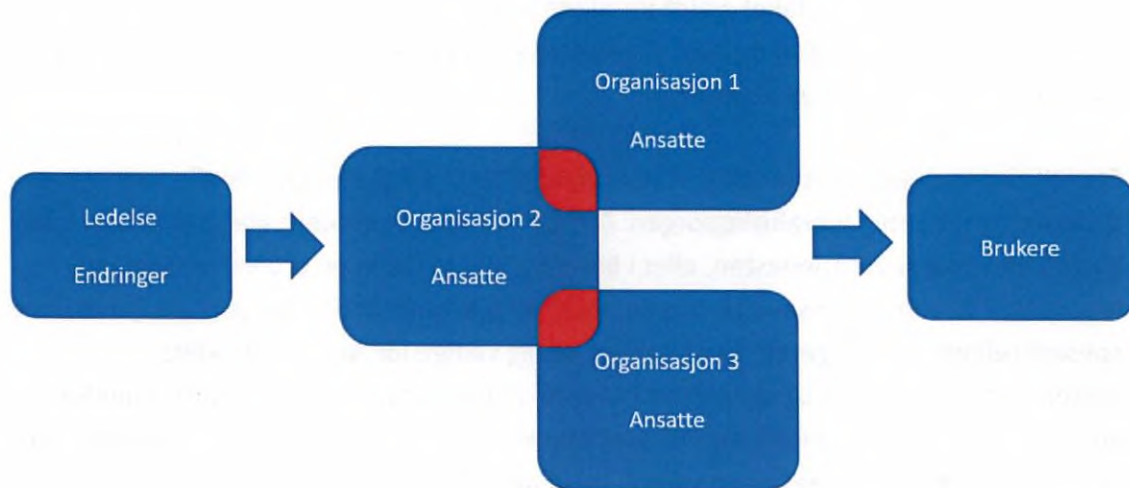 Organisasjon 1
Ansatte
Ledelse
Endringer
Organisasjon 2
Ansatte
Brukere
Organisasjon 3
Ansatte